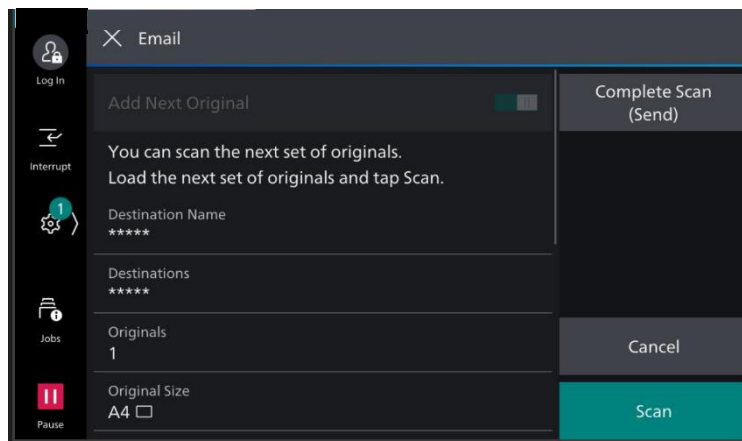 Email
Log In
Add Next Original
Complete Scan
(Send)
Interrupt
You can scan the next set of originals.
Load the next set of originals and tap Scan.
1
Destination Name
*****
Destinations
*****
Jobs
Originals
1
Cancel
Original Size
A4
Pause
Scan